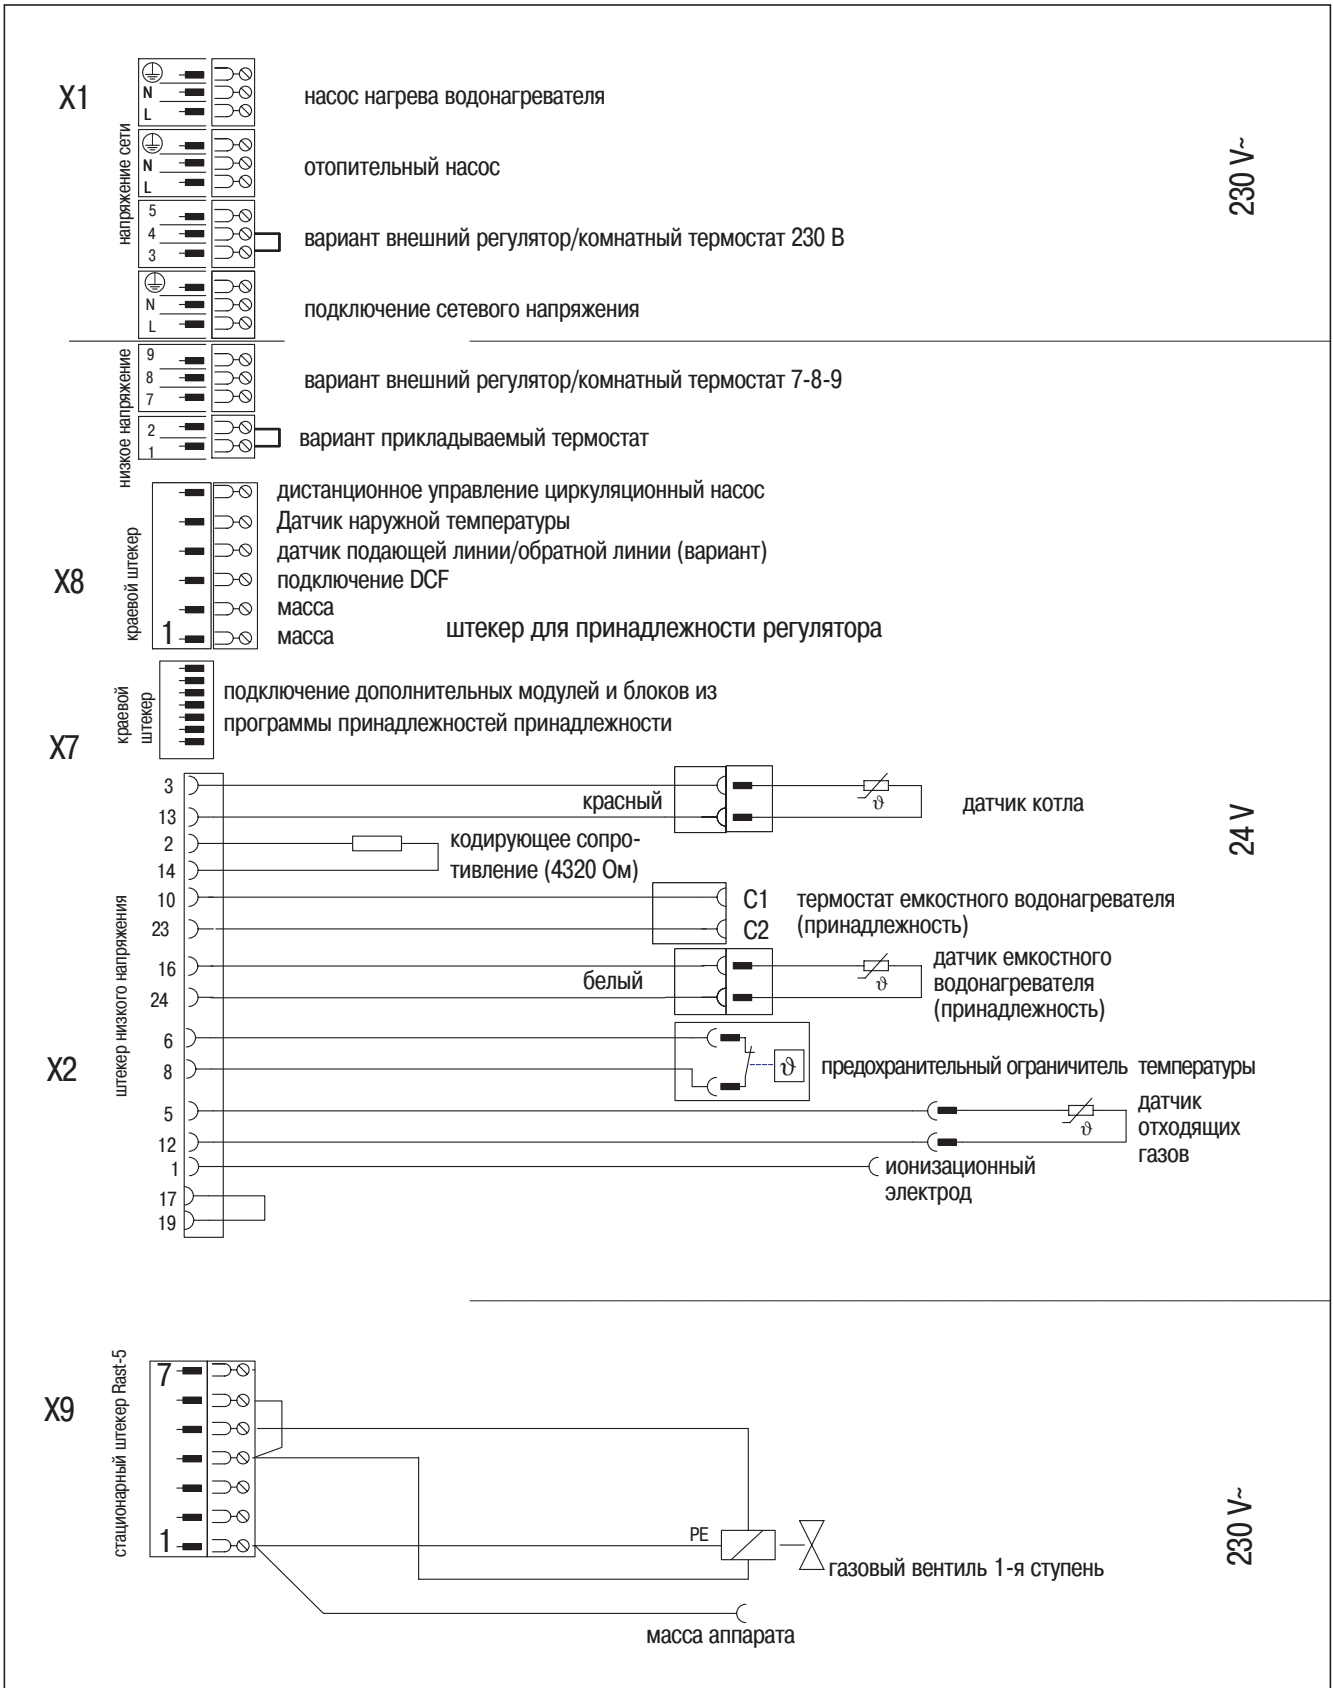 X1
напряжение сети
N
L
насос нагрева водонагревателя
N
L
отопительный насос
230 V~
5
4
3
вариант внешний регулятор/комнатный термостат 230 В
N
L
подключение сетевого напряжения
низкое напряжение
9
8
7
вариант внешний регулятор/комнатный термостат 7-8-9
2
1
вариант прикладываемый термостат
X8
краевой штекер
дистанционное управление циркуляционный насос
Датчик наружной температуры
датчик подающей линии/обратной линии (вариант)
подключение DCF
масса
1
масса
штекер для принадлежности регулятора
X7
краевой
штекер
подключение дополнительных модулей и блоков из
программы принадлежностей принадлежности
24 V
X2
штекер низкого напряжения
3
13
красный
ϑ
датчик котла
2
14
кодирующее сопро-
тивление (4320 Ом)
10
23
C1
C2
термостат емкостного водонагревателя
(принадлежность)
16
24
белый
ϑ
датчик емкостного
водонагревателя
(принадлежность)
6
8
ϑ
предохранительный ограничитель температуры
5
12
ϑ
датчик
отходящих
газов
1
ионизационный
электрод
17
19
X9
стационарный штекер Rast-5
7
1
PE
газовый вентиль 1-я ступень
230 V~
масса аппарата